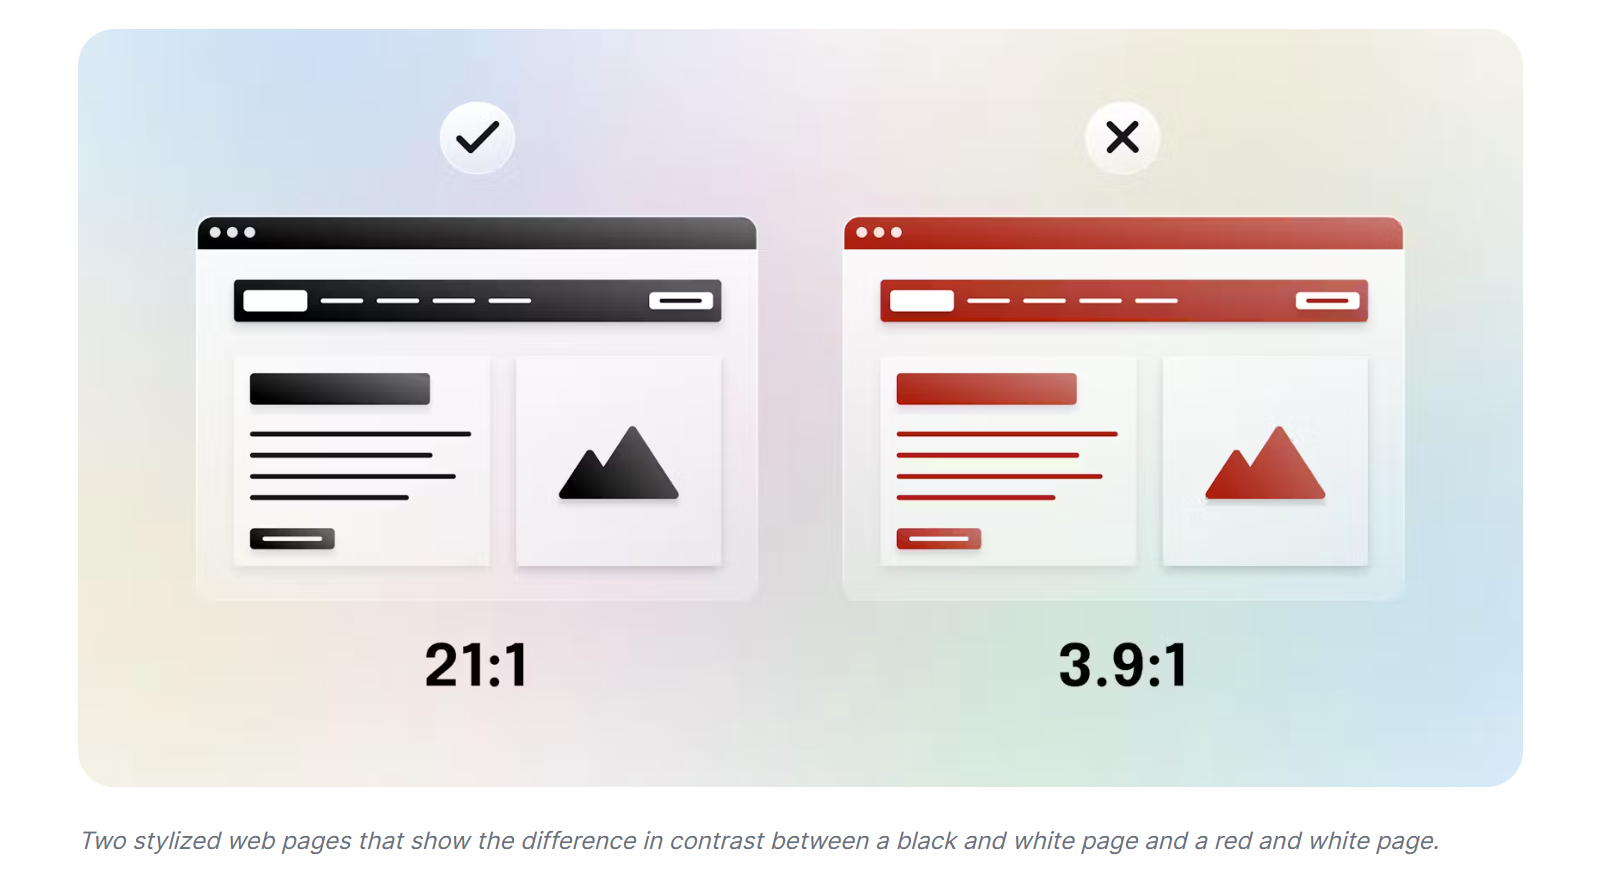 21:1
3.9:1
Two stylized web pages that show the difference in contrast between a black and white page and a red and white page.